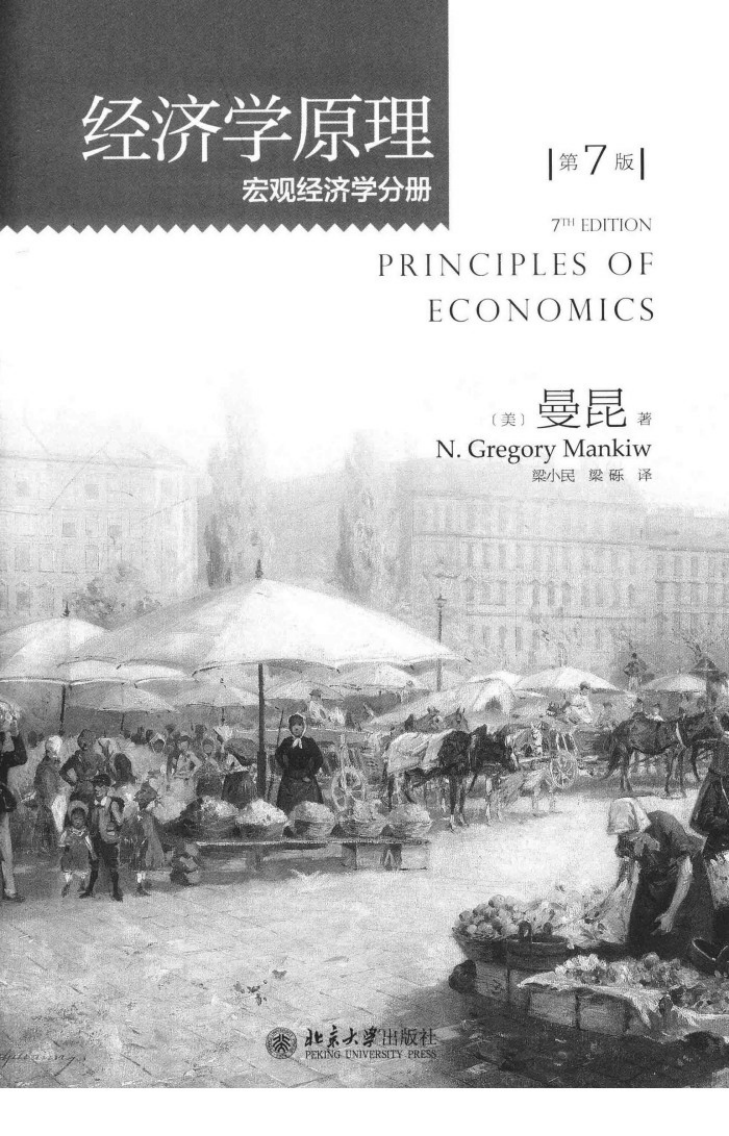 经济学原理
宏观经济学分册
第7版
7TH EDITION
PRINCIPLES OF
ECONOMICS
〔美〕曼昆 著
N. Gregory Mankiw
梁小民 梁砾 译
北京大学出版社
PEKING UNIVERSITY PRESS